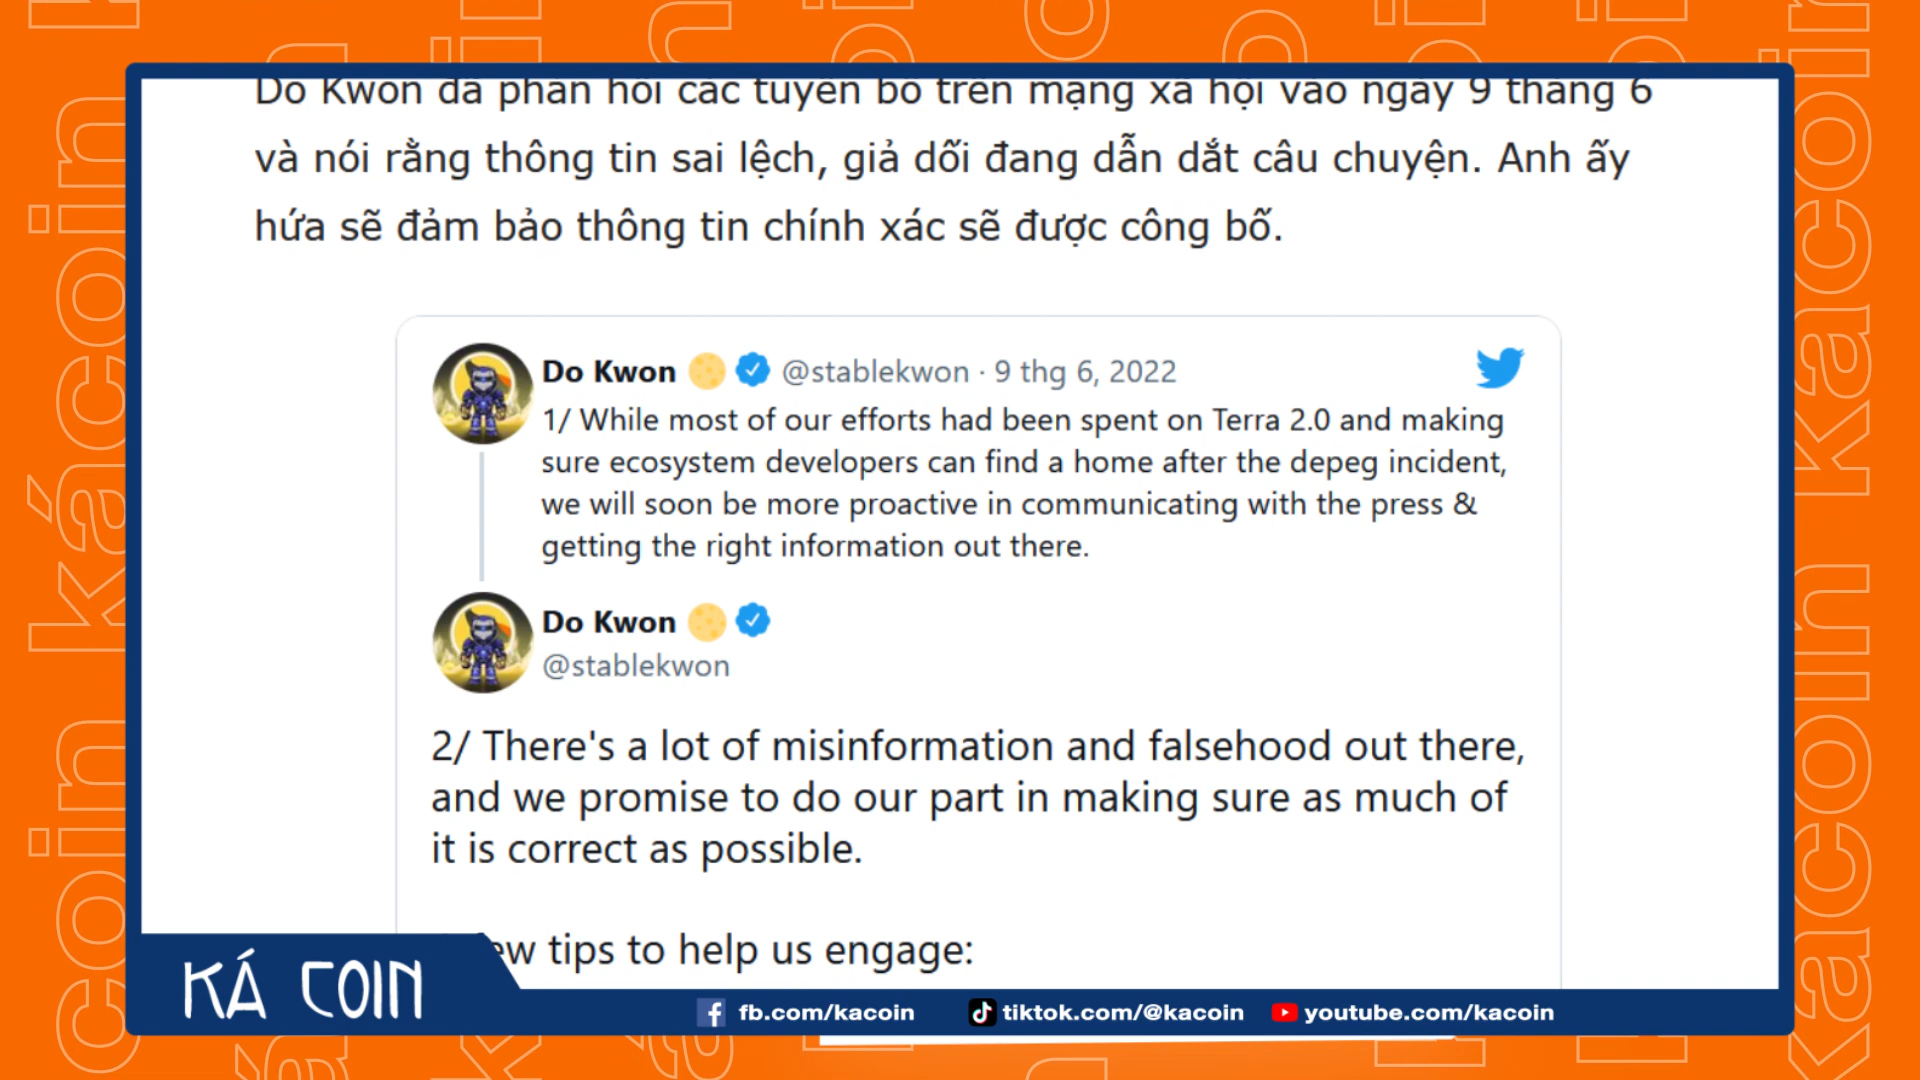 Do Kwon đã phản hồi các tuyên bố trên mạng xã hội vào ngày 9 tháng 6
và nói rằng thông tin sai lệch, giả dối đang dẫn dắt câu chuyện. Anh ấy
hứa sẽ đảm bảo thông tin chính xác sẽ được công bố.
Do Kwon @stablekwon · 9 thg 6, 2022
1/ While most of our efforts had been spent on Terra 2.0 and making
sure ecosystem developers can find a home after the depeg incident,
we will soon be more proactive in communicating with the press &
getting the right information out there.
Do Kwon
@stablekwon
2/ There's a lot of misinformation and falsehood out there,
and we promise to do our part in making sure as much of
it is correct as possible.
tips to help us engage:
KÁ COIN
fb.com/kacoin
tiktok.com/@kacoin
youtube.com/kacoin
kácoin
kácoin
kácoin
kácoin